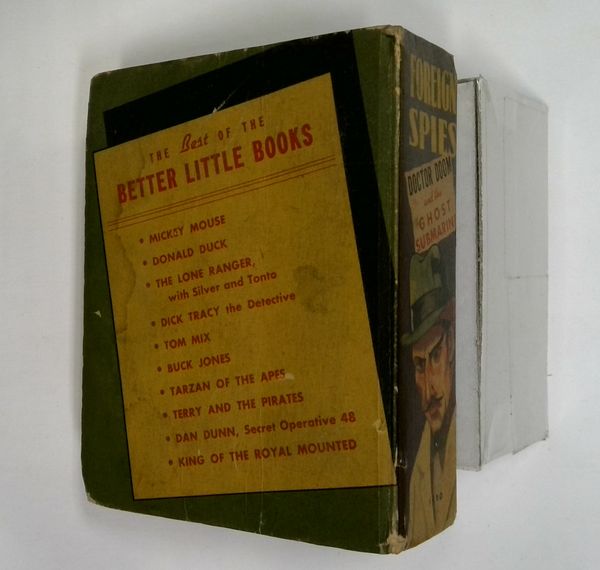 THE Best OF THE
BETTER LITTLE BOOKS
• MICKEY MOUSE
• DONALD DUCK
• THE LONE RANGER,
with Silver and Tonto
• DICK TRACY the Detective
• TOM MIX
• BUCK JONES
• TARZAN OF THE APES
• TERRY AND THE PIRATES
• DAN DUNN, Secret Operative 48
• KING OF THE ROYAL MOUNTED
FOREIGN
SPIES
DOCTOR DOOM
and the
GHOST
SUBMARIN